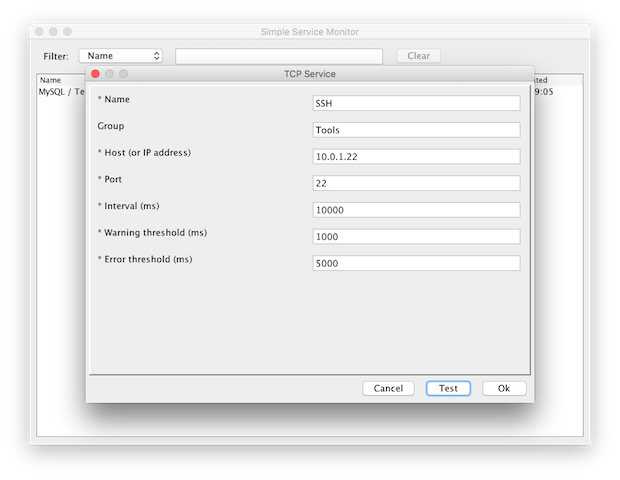 Simple Service Monitor
Filter: Name Clear
TCP Service
Name
MySQL / Te
9:05
* Name SSH
Group Tools
* Host (or IP address) 10.0.1.22
* Port 22
* Interval (ms) 10000
* Warning threshold (ms) 1000
* Error threshold (ms) 5000
Cancel Test Ok